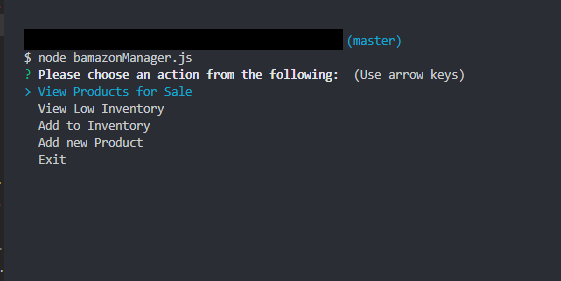 (master)
$ node bamazonManager.js
? Please choose an action from the following: (Use arrow keys)
> View Products for Sale
View Low Inventory
Add to Inventory
Add new Product
Exit